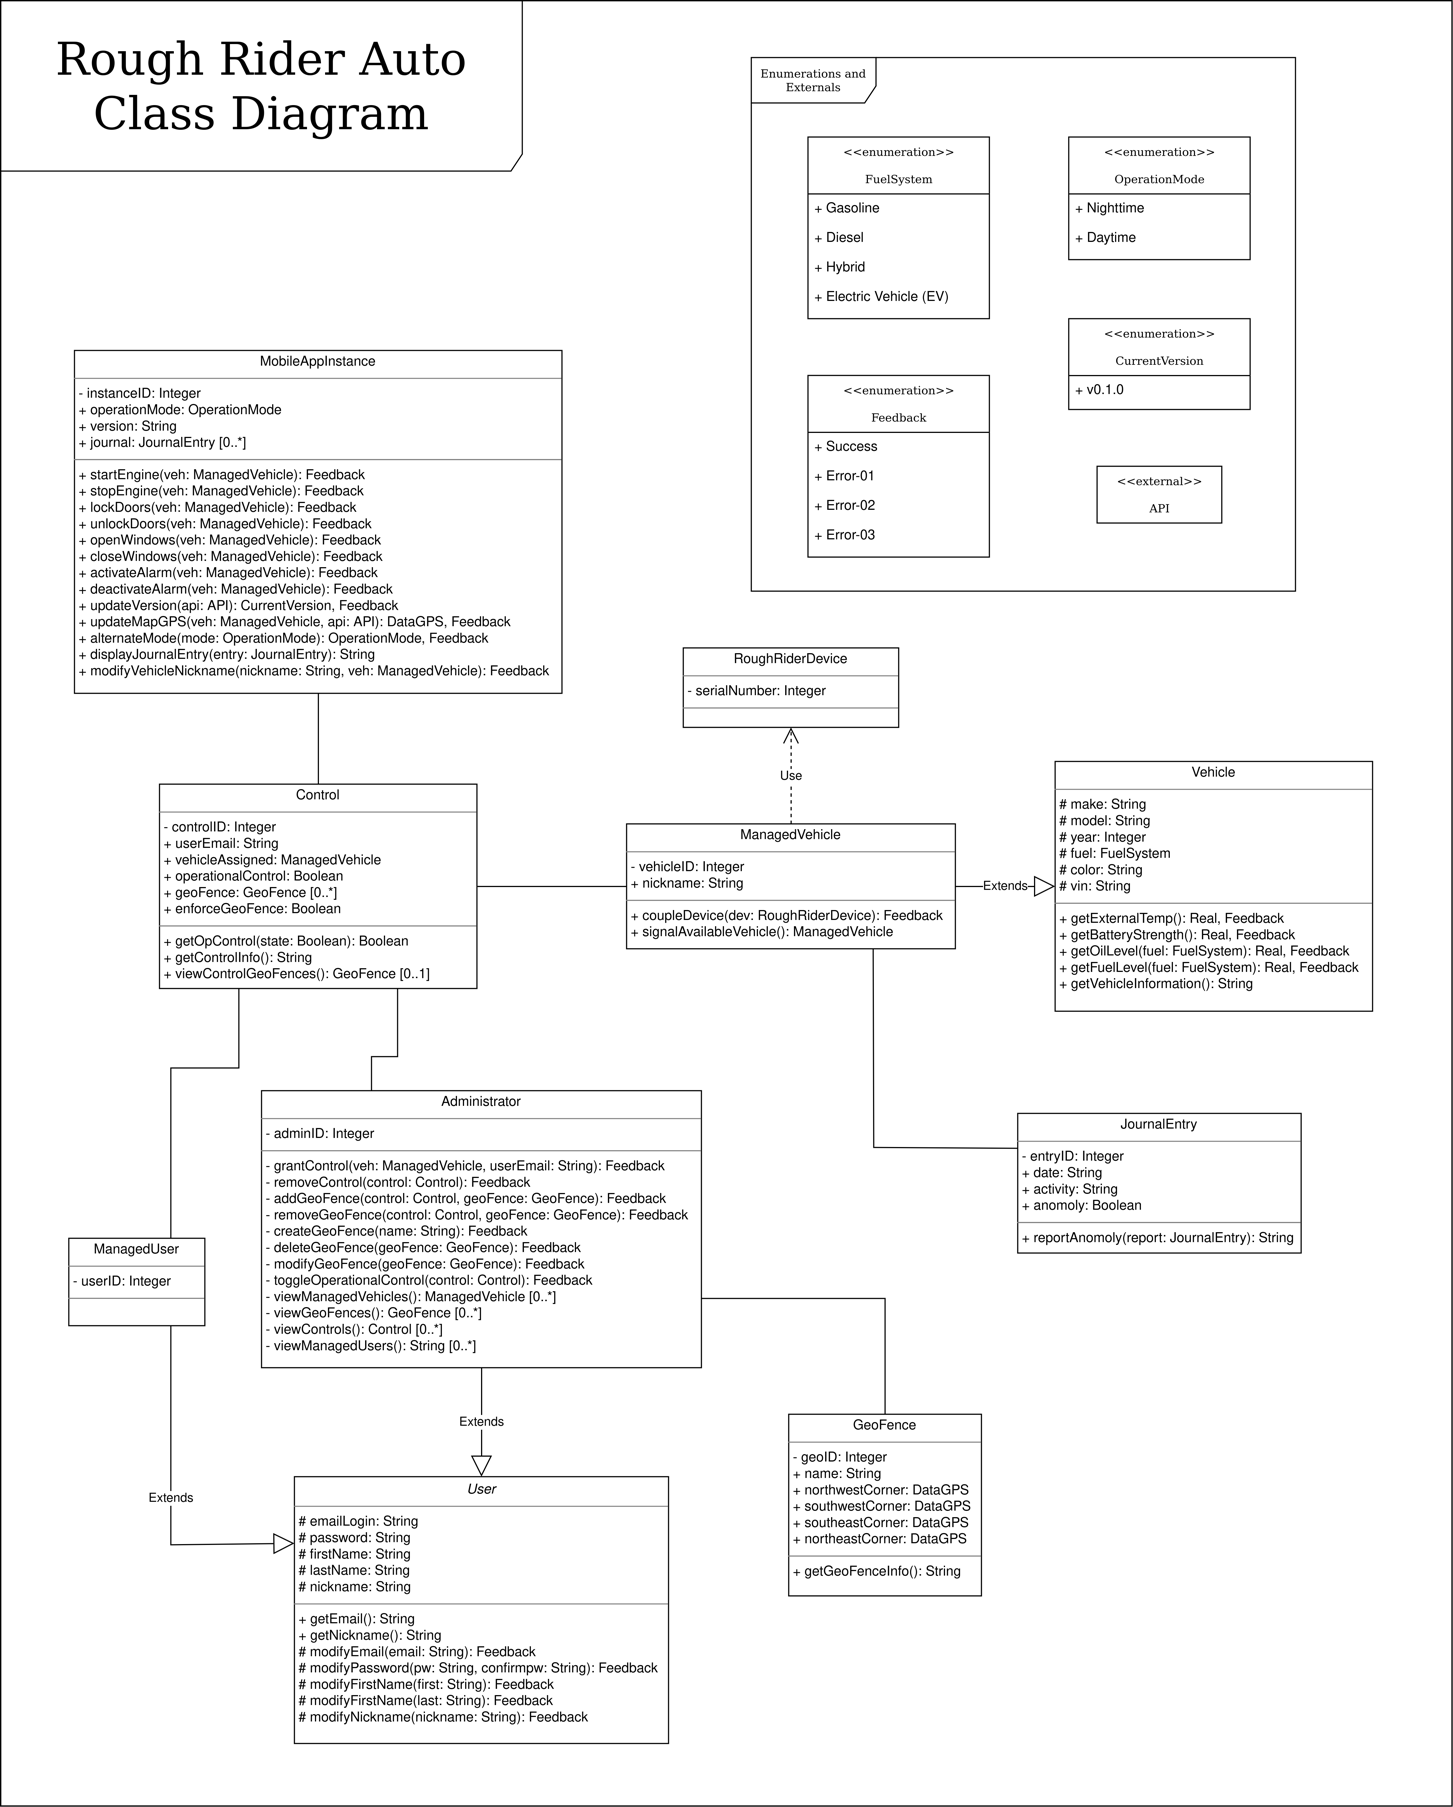 Rough Rider Auto
Class Diagram
Enumerations and
Externals
<<enumeration>>
FuelSystem
+ Gasoline
+ Diesel
+ Hybrid
+ Electric Vehicle (EV)
<<enumeration>>
OperationMode
+ Nighttime
+ Daytime
<<enumeration>>
CurrentVersion
+ v0.1.0
<<enumeration>>
Feedback
+ Success
+ Error-01
+ Error-02
+ Error-03
<<external>>
API
MobileAppInstance
- instanceID: Integer
+ operationMode: OperationMode
+ version: String
+ journal: JournalEntry [0..*]
+ startEngine(veh: ManagedVehicle): Feedback
+ stopEngine(veh: ManagedVehicle): Feedback
+ lockDoors(veh: ManagedVehicle): Feedback
+ unlockDoors(veh: ManagedVehicle): Feedback
+ openWindows(veh: ManagedVehicle): Feedback
+ closeWindows(veh: ManagedVehicle): Feedback
+ activateAlarm(veh: ManagedVehicle): Feedback
+ deactivateAlarm(veh: ManagedVehicle): Feedback
+ updateVersion(api: API): CurrentVersion, Feedback
+ updateMapGPS(veh: ManagedVehicle, api: API): DataGPS, Feedback
+ alternateMode(mode: OperationMode): OperationMode, Feedback
+ displayJournalEntry(entry: JournalEntry): String
+ modifyVehicleNickname(nickname: String, veh: ManagedVehicle): Feedback
RoughRiderDevice
- serialNumber: Integer
Use
Control
- controlID: Integer
+ userEmail: String
+ vehicleAssigned: ManagedVehicle
+ operationalControl: Boolean
+ geoFence: GeoFence [0..*]
+ enforceGeoFence: Boolean
+ getOpControl(state: Boolean): Boolean
+ getControlInfo(): String
+ viewControlGeoFences(): GeoFence [0..1]
ManagedVehicle
- vehicleID: Integer
+ nickname: String
+ coupleDevice(dev: RoughRiderDevice): Feedback
+ signalAvailableVehicle(): ManagedVehicle
Extends
Vehicle
# make: String
# model: String
# year: Integer
# fuel: FuelSystem
# color: String
# vin: String
+ getExternalTemp(): Real, Feedback
+ getBatteryStrength(): Real, Feedback
+ getOilLevel(fuel: FuelSystem): Real, Feedback
+ getFuelLevel(fuel: FuelSystem): Real, Feedback
+ getVehicleInformation(): String
Administrator
- adminID: Integer
- grantControl(veh: ManagedVehicle, userEmail: String): Feedback
- removeControl(control: Control): Feedback
- addGeoFence(control: Control, geoFence: GeoFence): Feedback
- removeGeoFence(control: Control, geoFence: GeoFence): Feedback
- createGeoFence(name: String): Feedback
- deleteGeoFence(geoFence: GeoFence): Feedback
- modifyGeoFence(geoFence: GeoFence): Feedback
- toggleOperationalControl(control: Control): Feedback
- viewManagedVehicles(): ManagedVehicle [0..*]
- viewGeoFences(): GeoFence [0..*]
- viewControls(): Control [0..*]
- viewManagedUsers(): String [0..*]
JournalEntry
- entryID: Integer
+ date: String
+ activity: String
+ anomoly: Boolean
+ reportAnomoly(report: JournalEntry): String
ManagedUser
- userID: Integer
Extends
Extends
GeoFence
- geoID: Integer
+ name: String
+ northwestCorner: DataGPS
+ southwestCorner: DataGPS
+ southeastCorner: DataGPS
+ northeastCorner: DataGPS
+ getGeoFenceInfo(): String
User
# emailLogin: String
# password: String
# firstName: String
# lastName: String
# nickname: String
+ getEmail(): String
+ getNickname(): String
# modifyEmail(email: String): Feedback
# modifyPassword(pw: String, confirmpw: String): Feedback
# modifyFirstName(first: String): Feedback
# modifyFirstName(last: String): Feedback
# modifyNickname(nickname: String): Feedback